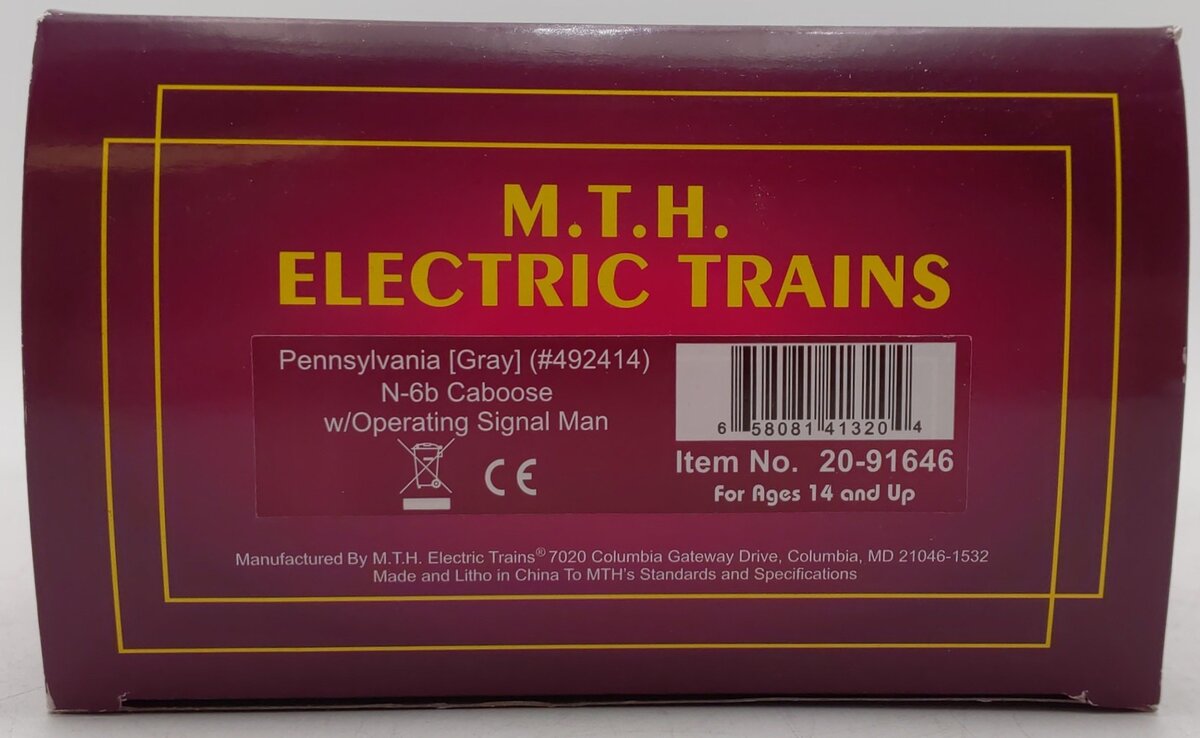 M.T.H.
ELECTRIC TRAINS
Pennsylvania [Gray] (#492414)
N-6b Caboose
w/Operating Signal Man
CE
6 58081 41320 4
Item No. 20-91646
For Ages 14 and Up
Manufactured By M.T.H. Electric Trains® 7020 Columbia Gateway Drive, Columbia, MD 21046-1532
Made and Litho in China To MTH's Standards and Specifications